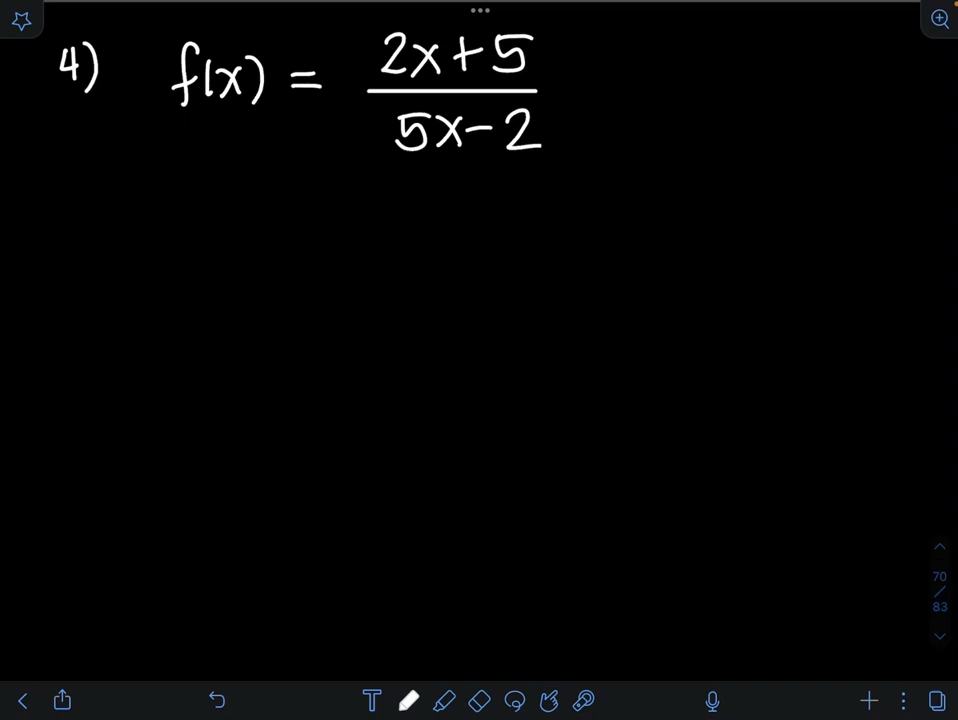 4) f(x) = (2x+5)/(5x-2)
70
/
83
T